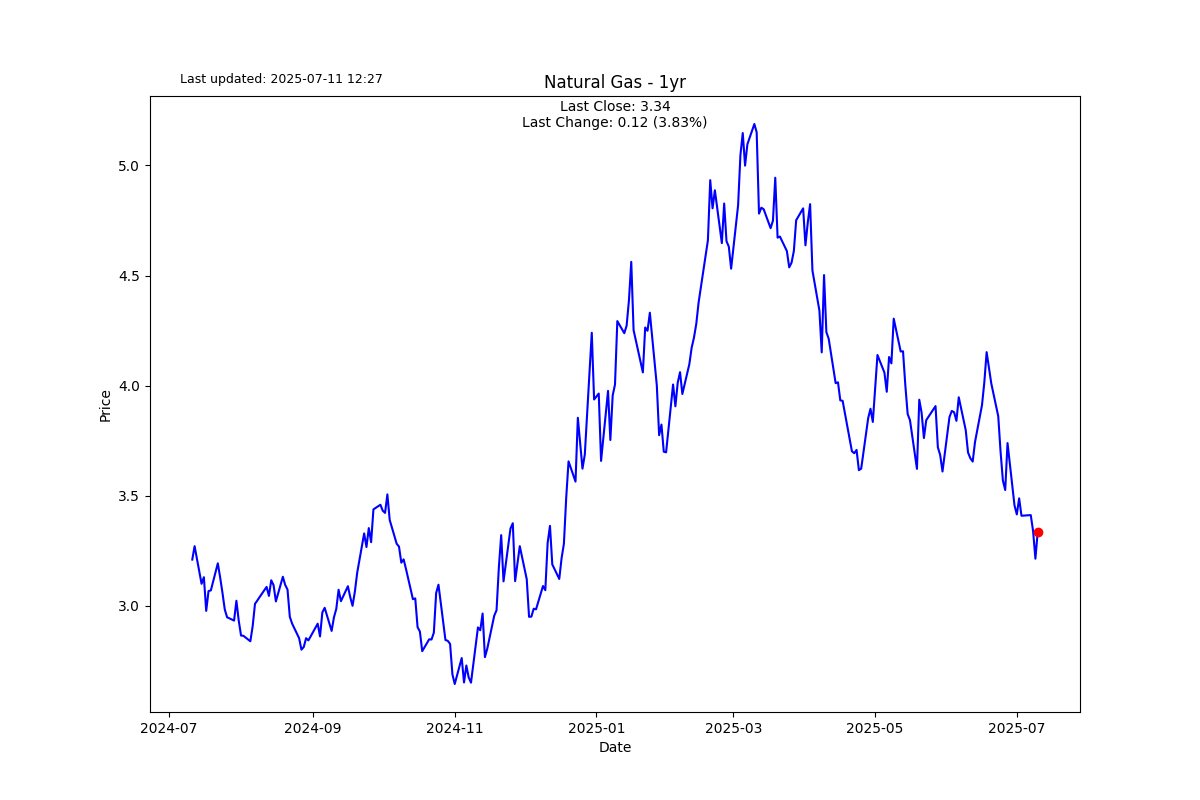 Last updated: 2025-07-11 12:27
Natural Gas - 1yr
Last Close: 3.34
Last Change: 0.12 (3.83%)
Price
5.0
4.5
4.0
3.5
3.0
2024-07
2024-09
2024-11
2025-01
2025-03
2025-05
2025-07
Date